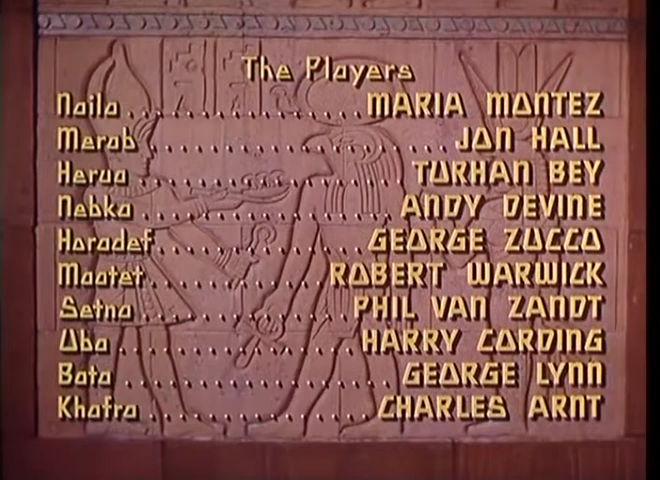 The Players
Naila....................MARIA MONTEZ
Merab....................JON HALL
Herua....................TURHAN BEY
Nebka....................ANDY DEVINE
Horadef....................GEORGE ZUCCO
Maatet....................ROBERT WARWICK
Setna....................PHIL VAN ZANDT
Uba....................HARRY CORDING
Bata....................GEORGE LYNN
Khafra....................CHARLES ARNT